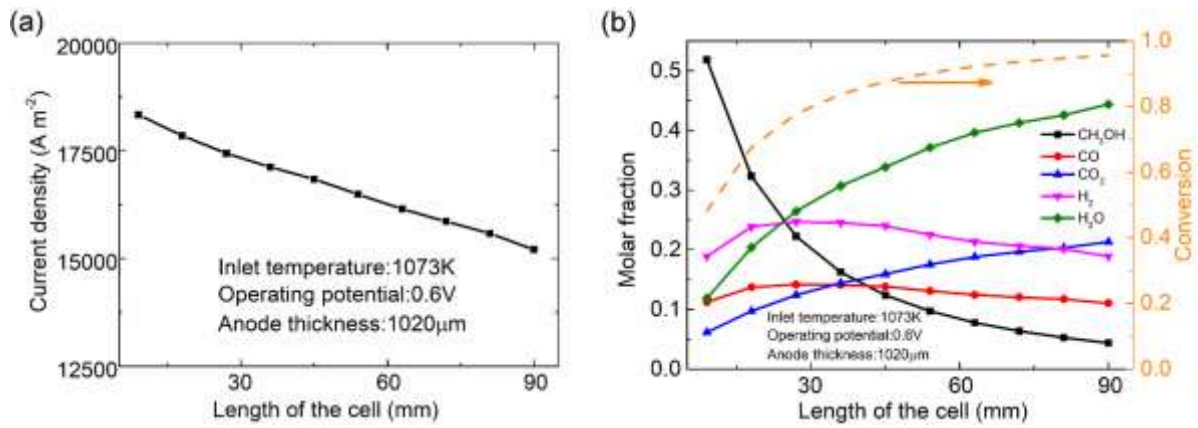 (a)
20000
17500
15000
12500
Current density (A m⁻²)
Inlet temperature:1073K
Operating potential:0.6V
Anode thickness:1020μm
30
60
90
Length of the cell (mm)
(b)
0.5
0.4
0.3
0.2
0.1
0.0
Molar fraction
CH₃OH
CO
CO₂
H₂
H₂O
Inlet temperature:1073K
Operating potential:0.6V
Anode thickness:1020μm
30
60
90
Length of the cell (mm)
1.0
0.8
0.6
0.4
0.2
0.0
Conversion